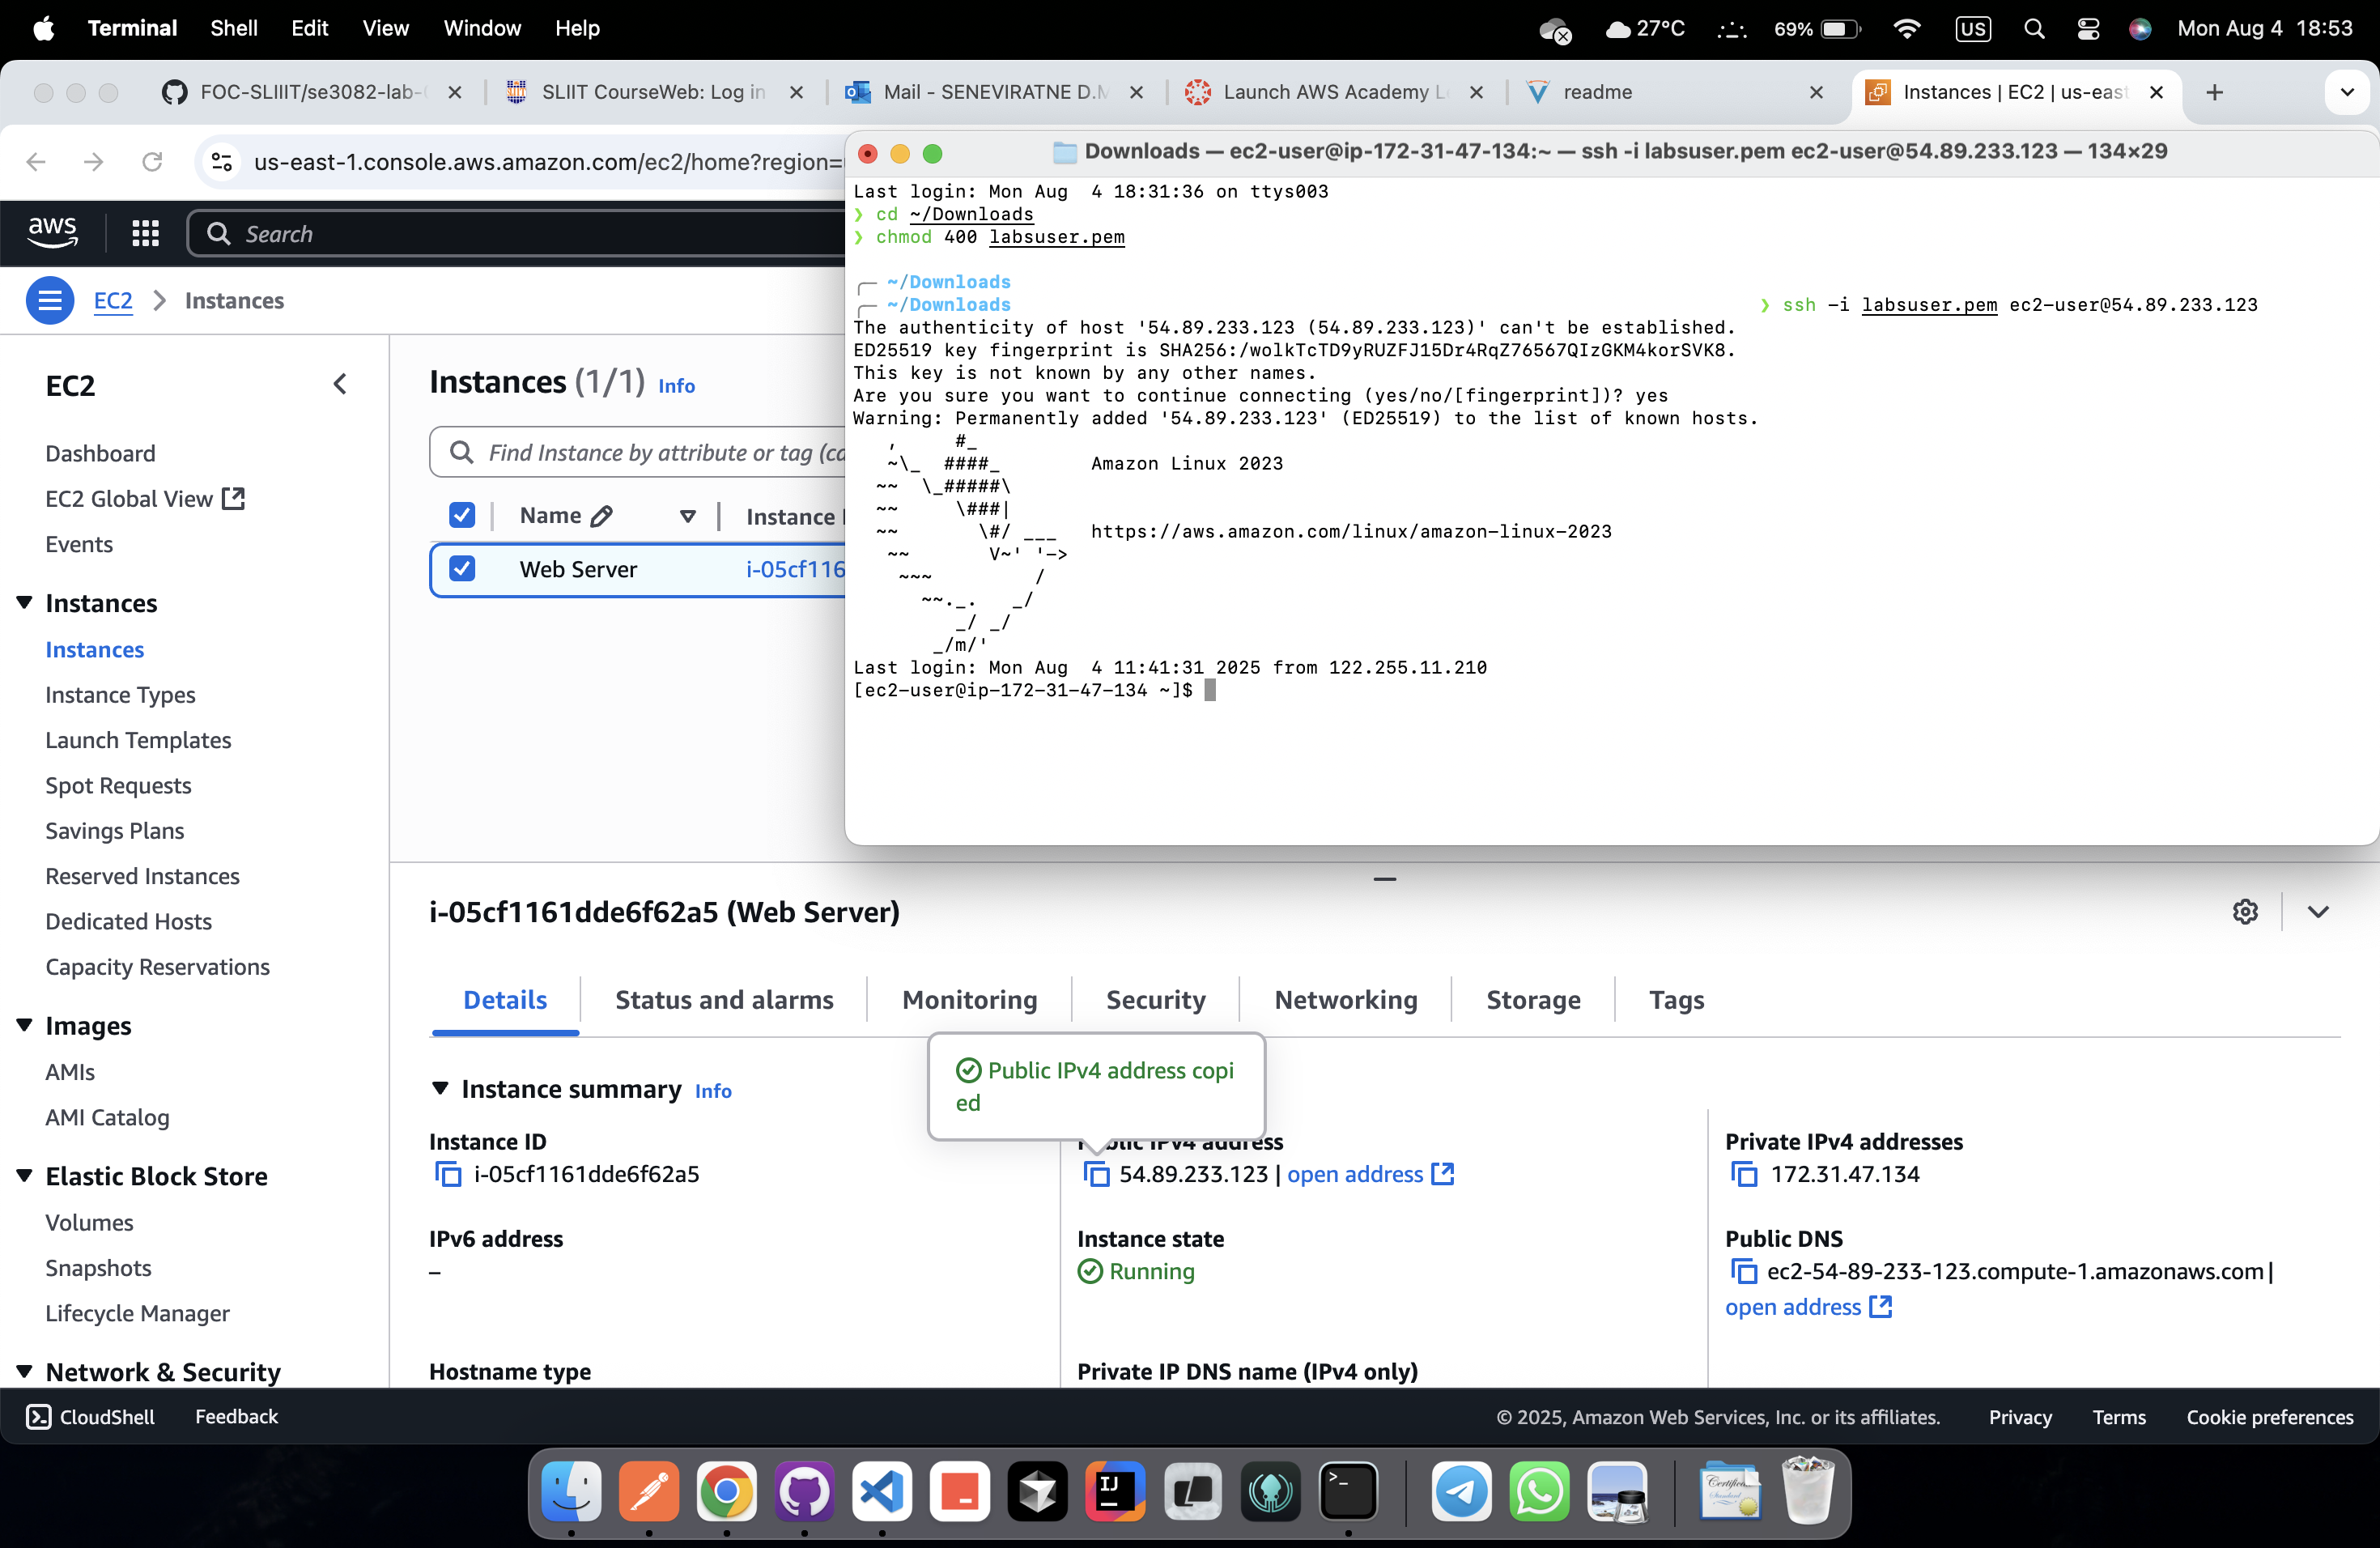 Terminal Shell Edit View Window Help 27°C 69% US Mon Aug 4 18:53
FOC-SLIIIT/se3082-lab- SLIIT CourseWeb: Log in Mail - SENEVIRATNE D.M Launch AWS Academy L readme Instances | EC2 | us-east
us-east-1.console.aws.amazon.com/ec2/home?region=
aws Search
EC2 Instances
Downloads — ec2-user@ip-172-31-47-134:~ — ssh -i labsuser.pem ec2-user@54.89.233.123 — 134×29
Last login: Mon Aug  4 18:31:36 on ttys003
❯ cd ~/Downloads
❯ chmod 400 labsuser.pem
╭─ ~/Downloads
╭─ ~/Downloads ❯ ssh -i labsuser.pem ec2-user@54.89.233.123
The authenticity of host '54.89.233.123 (54.89.233.123)' can't be established.
ED25519 key fingerprint is SHA256:/wolkTcTD9yRUZFJ15Dr4RqZ76567QIzGKM4korSVK8.
This key is not known by any other names.
Are you sure you want to continue connecting (yes/no/[fingerprint])? yes
Warning: Permanently added '54.89.233.123' (ED25519) to the list of known hosts.
   ,     #_
   ~\_  ####_        Amazon Linux 2023
  ~~  \_#####\
  ~~     \###|
  ~~       \#/ ___   https://aws.amazon.com/linux/amazon-linux-2023
   ~~       V~' '->
    ~~~         /
      ~~._.   _/
         _/ _/
       _/m/'
Last login: Mon Aug  4 11:41:31 2025 from 122.255.11.210
[ec2-user@ip-172-31-47-134 ~]$
EC2
Dashboard
EC2 Global View
Events
Instances
Instances
Instance Types
Launch Templates
Spot Requests
Savings Plans
Reserved Instances
Dedicated Hosts
Capacity Reservations
Images
AMIs
AMI Catalog
Elastic Block Store
Volumes
Snapshots
Lifecycle Manager
Network & Security
Instances (1/1) Info
Find Instance by attribute or tag (ca
Name Instance
Web Server i-05cf116
i-05cf1161dde6f62a5 (Web Server)
Details Status and alarms Monitoring Security Networking Storage Tags
Public IPv4 address copi
ed
Instance summary Info
Instance ID
i-05cf1161dde6f62a5
Public IPv4 address
54.89.233.123 | open address
Private IPv4 addresses
172.31.47.134
IPv6 address
–
Instance state
Running
Public DNS
ec2-54-89-233-123.compute-1.amazonaws.com |
open address
Hostname type
Private IP DNS name (IPv4 only)
CloudShell Feedback © 2025, Amazon Web Services, Inc. or its affiliates. Privacy Terms Cookie preferences